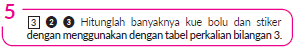 5
3 2 3 Hitunglah banyaknya kue bolu dan stiker
dengan menggunakan dengan tabel perkalian bilangan 3.